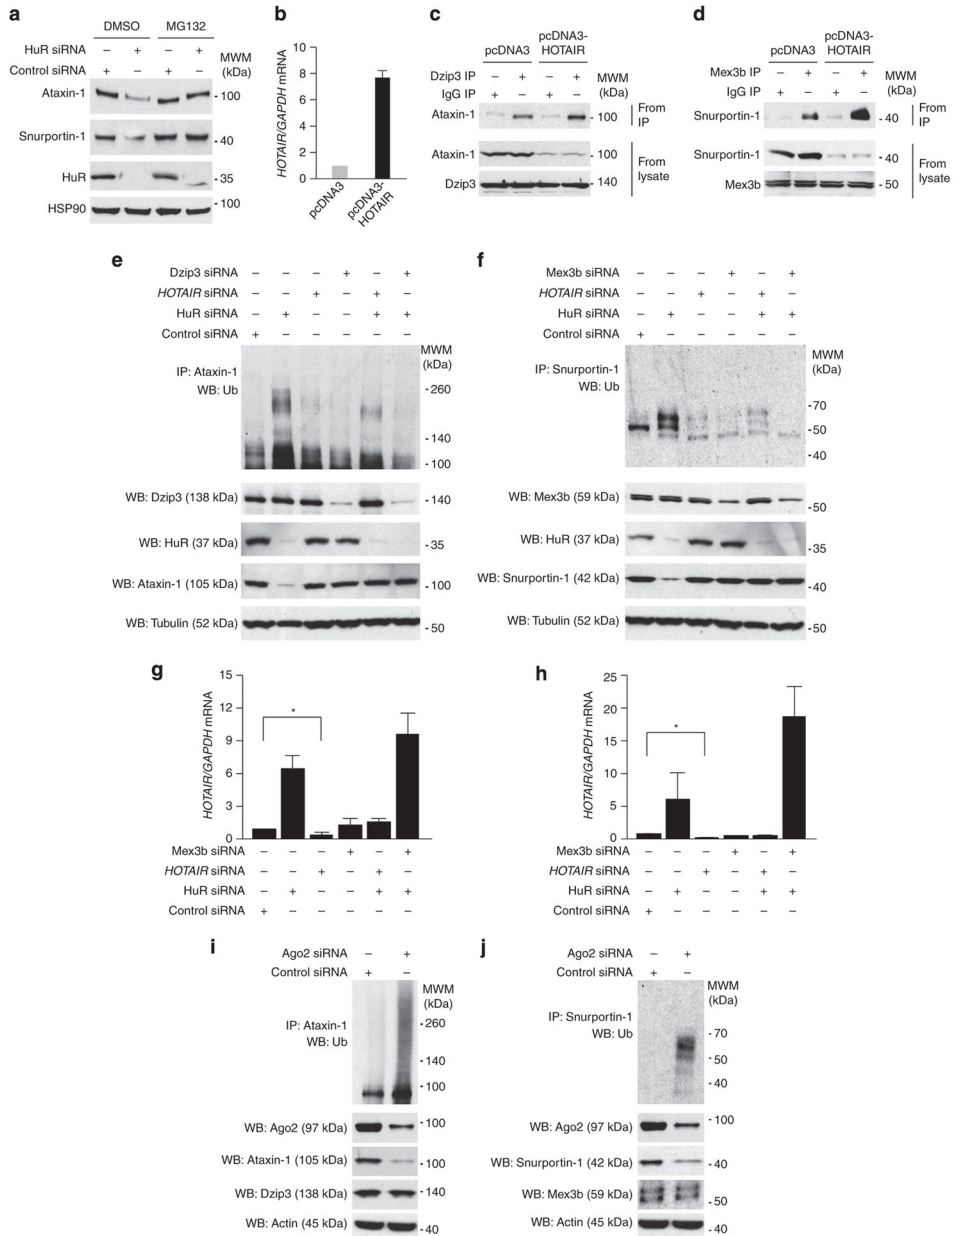 a
DMSO MG132
HuR siRNA – + – +
Control siRNA + – + –
MWM
(kDa)
Ataxin-1 - 100
Snurportin-1 - 40
HuR - 35
HSP90 - 100
b
HOTAIR/GAPDH mRNA
10
8
6
4
2
0
pcDNA3
pcDNA3-
HOTAIR
c
pcDNA3 pcDNA3-
HOTAIR
Dzip3 IP – + – +
IgG IP + – + –
MWM
(kDa)
Ataxin-1 - 100 From
IP
Ataxin-1 - 100
Dzip3 - 140
From
lysate
d
pcDNA3 pcDNA3-
HOTAIR
Mex3b IP – + – +
IgG IP + – + –
MWM
(kDa)
Snurportin-1 - 40 From
IP
Snurportin-1 - 40
Mex3b - 50
From
lysate
e
Dzip3 siRNA – – – + – +
HOTAIR siRNA – – + – + –
HuR siRNA – + – – + +
Control siRNA + – – – – –
MWM
(kDa)
IP: Ataxin-1
WB: Ub
- 260
- 140
- 100
WB: Dzip3 (138 kDa) - 140
WB: HuR (37 kDa) - 35
WB: Ataxin-1 (105 kDa) - 100
WB: Tubulin (52 kDa) - 50
f
Mex3b siRNA – – – + – +
HOTAIR siRNA – – + – + –
HuR siRNA – + – – + +
Control siRNA + – – – – –
MWM
(kDa)
IP: Snurportin-1
WB: Ub
- 70
- 50
- 40
WB: Mex3b (59 kDa) - 50
WB: HuR (37 kDa) - 35
WB: Snurportin-1 (42 kDa) - 40
WB: Tubulin (52 kDa) - 50
g
HOTAIR/GAPDH mRNA
15
12
9
6
3
0
*
Mex3b siRNA – – – + – +
HOTAIR siRNA – – + – + –
HuR siRNA – + – – + +
Control siRNA + – – – – –
h
HOTAIR/GAPDH mRNA
25
20
15
10
5
0
*
Mex3b siRNA – – – + – +
HOTAIR siRNA – – + – + –
HuR siRNA – + – – + +
Control siRNA + – – – – –
i
Ago2 siRNA – +
Control siRNA + –
MWM
(kDa)
IP: Ataxin-1
WB: Ub
- 260
- 140
- 100
WB: Ago2 (97 kDa) - 100
WB: Ataxin-1 (105 kDa) - 100
WB: Dzip3 (138 kDa) - 140
WB: Actin (45 kDa) - 40
j
Ago2 siRNA – +
Control siRNA + –
MWM
(kDa)
IP: Snurportin-1
WB: Ub
- 70
- 50
- 40
WB: Ago2 (97 kDa) - 100
WB: Snurportin-1 (42 kDa) - 40
WB: Mex3b (59 kDa) - 50
WB: Actin (45 kDa) - 40